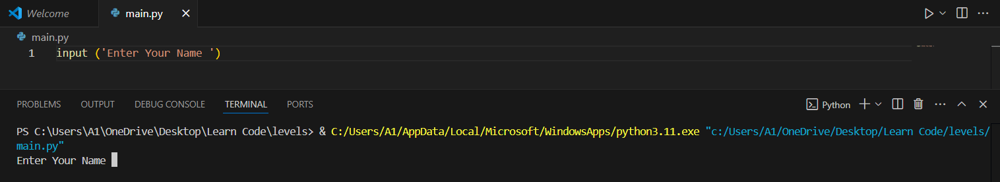 Welcome main.py
main.py
1 input ('Enter Your Name ')
PROBLEMS OUTPUT DEBUG CONSOLE TERMINAL PORTS Python
PS C:\Users\A1\OneDrive\Desktop\Learn Code\levels> & C:/Users/A1/AppData/Local/Microsoft/WindowsApps/python3.11.exe "c:/Users/A1/OneDrive/Desktop/Learn Code/levels/
main.py"
Enter Your Name